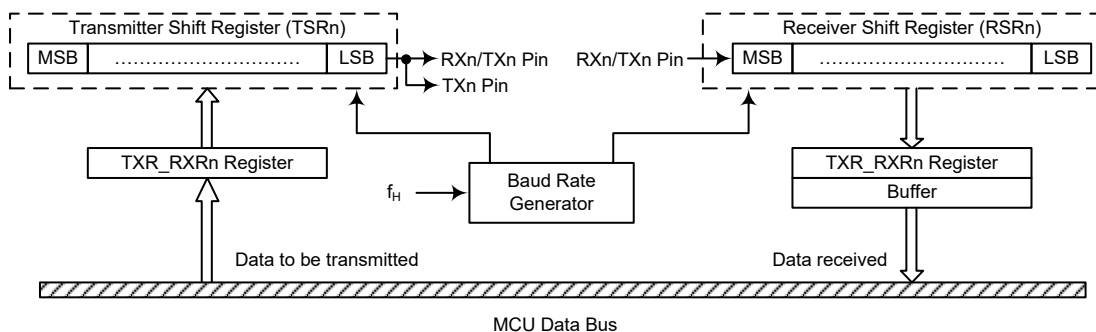 Transmitter Shift Register (TSRn)
MSB ………………………… LSB
RXn/TXn Pin
TXn Pin
Receiver Shift Register (RSRn)
RXn/TXn Pin
MSB ………………………… LSB
TXR_RXRn Register
fH
Baud Rate
Generator
TXR_RXRn Register
Buffer
Data to be transmitted
Data received
MCU Data Bus